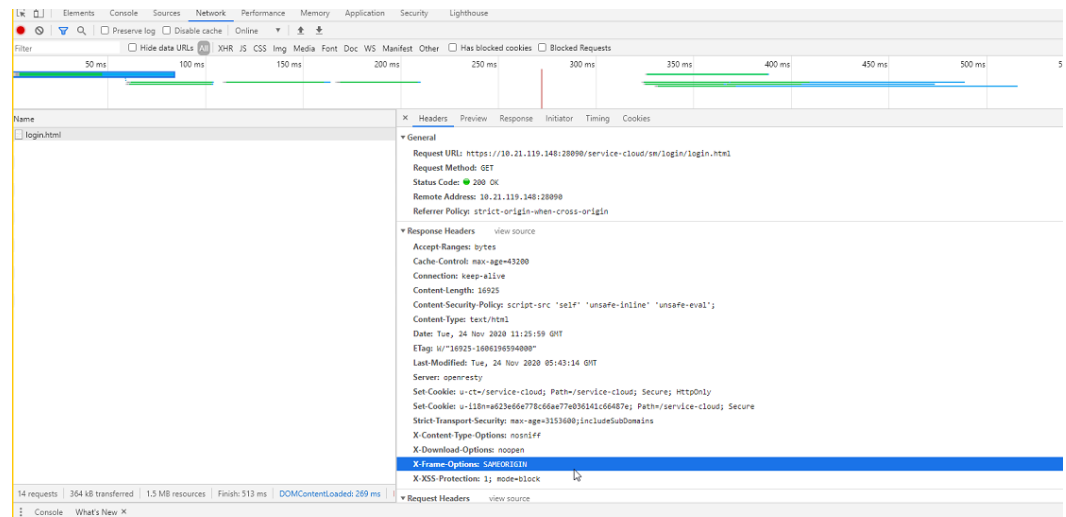 Elements Console Sources Network Performance Memory Application Security Lighthouse
Preserve log Disable cache Online
Filter Hide data URLs All XHR JS CSS Img Media Font Doc WS Manifest Other Has blocked cookies Blocked Requests
50 ms 100 ms 150 ms 200 ms 250 ms 300 ms 350 ms 400 ms 450 ms 500 ms 5
Name
login.html
× Headers Preview Response Initiator Timing Cookies
General
Request URL: https://10.21.119.148:28090/service-cloud/sm/login/login.html
Request Method: GET
Status Code: 200 OK
Remote Address: 10.21.119.148:28090
Referrer Policy: strict-origin-when-cross-origin
Response Headers view source
Accept-Ranges: bytes
Cache-Control: max-age=43200
Connection: keep-alive
Content-Length: 16925
Content-Security-Policy: script-src 'self' 'unsafe-inline' 'unsafe-eval';
Content-Type: text/html
Date: Tue, 24 Nov 2020 11:25:59 GMT
ETag: W/"16925-1606196594000"
Last-Modified: Tue, 24 Nov 2020 05:43:14 GMT
Server: openresty
Set-Cookie: u-ct=/service-cloud; Path=/service-cloud; Secure; HttpOnly
Set-Cookie: u-i18n=a623e66e778c66ae77e036141c66487e; Path=/service-cloud; Secure
Strict-Transport-Security: max-age=3153600;includeSubDomains
X-Content-Type-Options: nosniff
X-Download-Options: noopen
X-Frame-Options: SAMEORIGIN
X-XSS-Protection: 1; mode=block
Request Headers view source
14 requests 364 kB transferred 1.5 MB resources Finish: 513 ms DOMContentLoaded: 269 ms
Console What's New ×